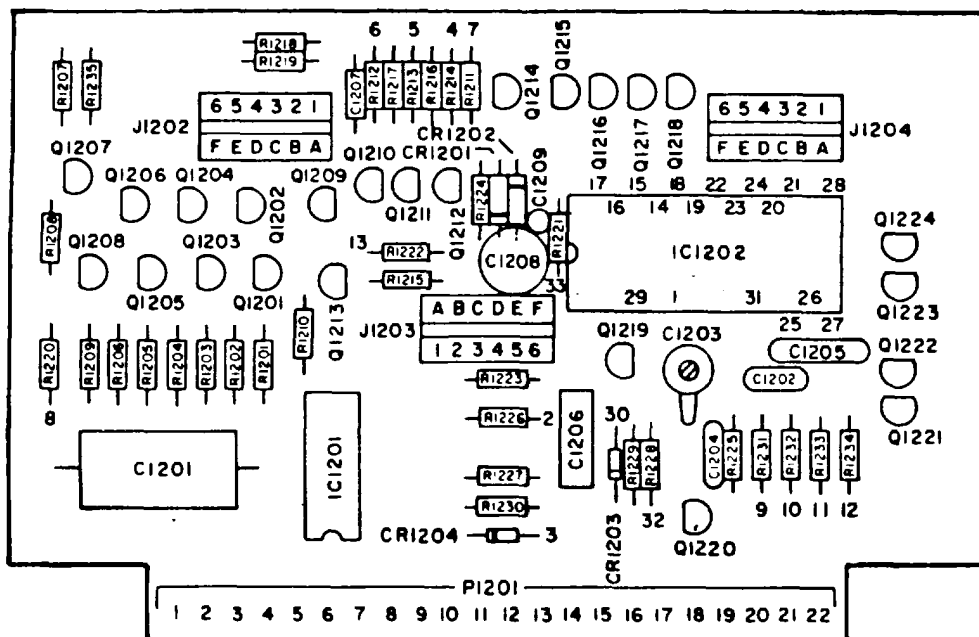 R1218
R1219
6 5 4 7
Q1215
R1207
R1235
C1207
R1212
R1217
R1213
R1216
R1214
R1211
Q1214
6 5 4 3 2 1
J1202
F E D C B A
Q1216
Q1217
Q1218
6 5 4 3 2 1
J1204
F E D C B A
CR1202
CR1201
Q1207
Q1206
Q1204
Q1202
Q1209
Q1210
Q1211
Q1212
R1224
C1209
R1221
17 15 18 22 24 21 28
16 14 19 23 20
IC1202
29 1 31 26
25 27
Q1224
Q1223
R1208
Q1208
Q1205
Q1203
Q1201
13
R1222
R1215
C1208
33
Q1213
R1210
A B C D E F
J1203
1 2 3 4 5 6
Q1219
C1203
C1205
C1202
Q1222
Q1221
R1220
R1209
R1206
R1205
R1204
R1203
R1202
R1201
8
R1223
R1226
2
C1206
30
R1229
R1228
C1204
R1225
R1231
R1232
R1233
R1234
C1201
IC1201
R1227
R1230
CR1204
3
CR1203
32
Q1220
9 10 11 12
P1201
1 2 3 4 5 6 7 8 9 10 11 12 13 14 15 16 17 18 19 20 21 22